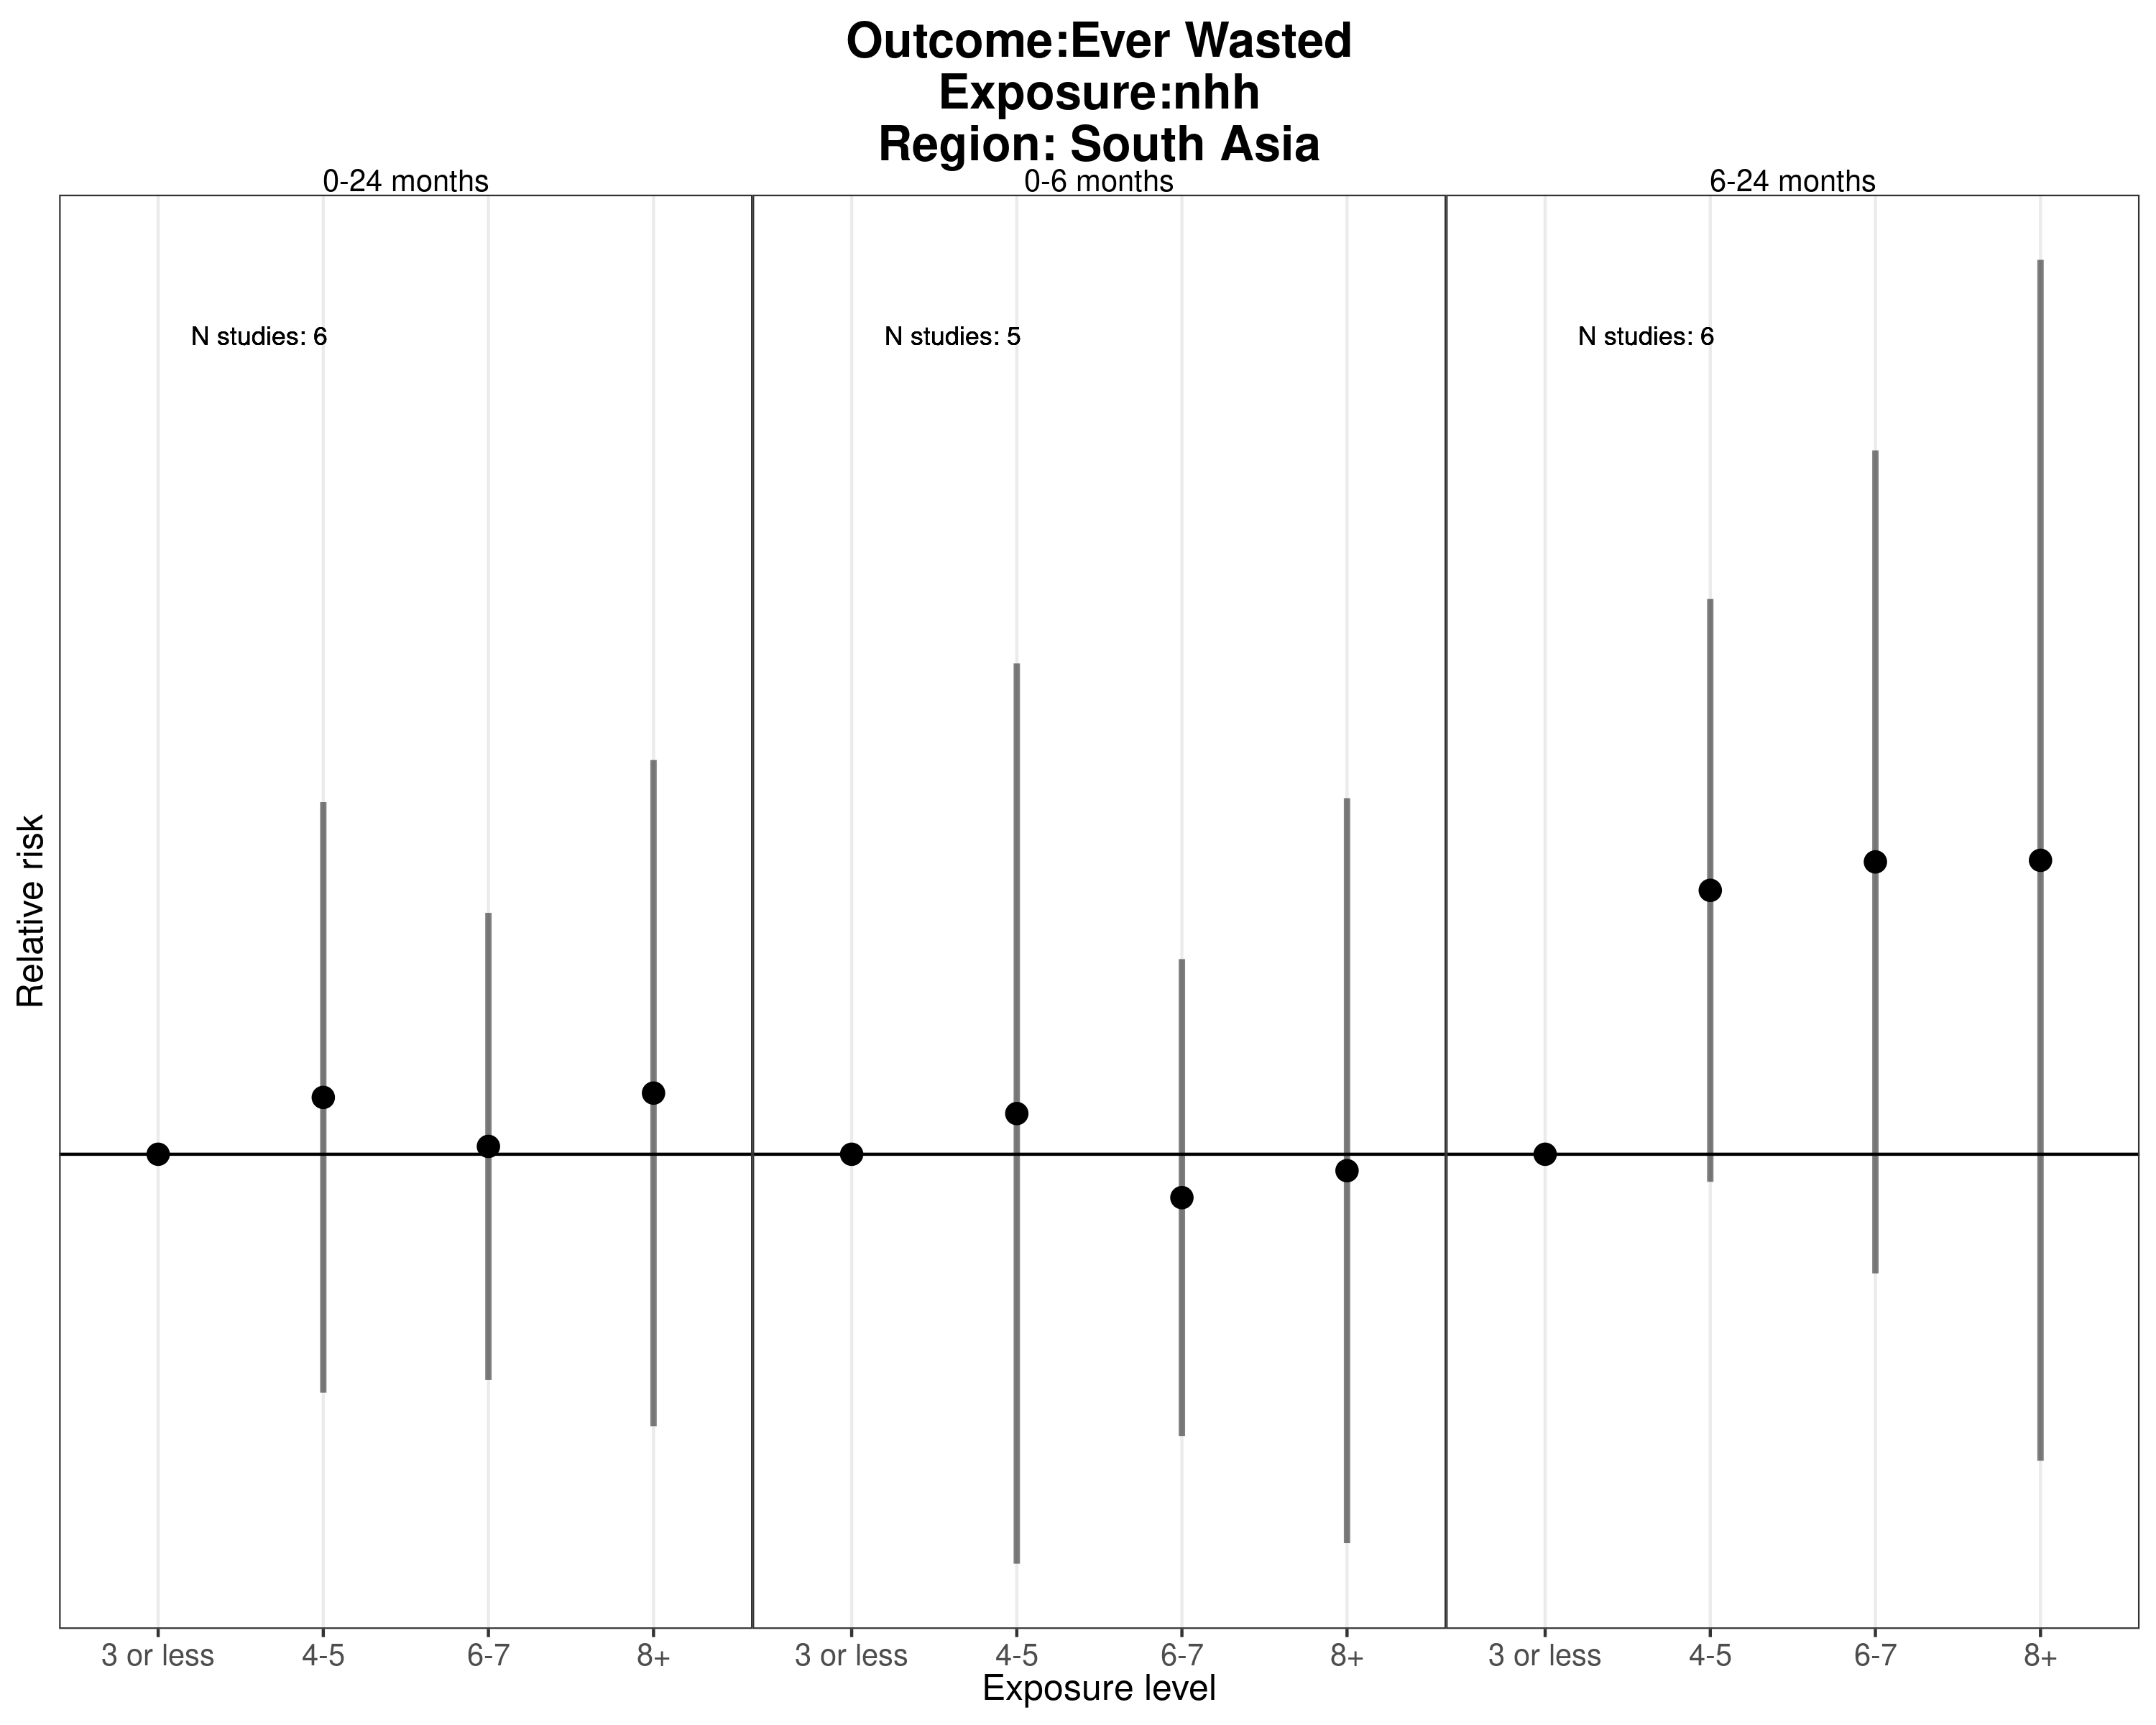 Outcome:Ever Wasted
Exposure:nhh
Region: South Asia
0-24 months
0-6 months
6-24 months
N studies: 6
N studies: 5
N studies: 6
Relative risk
3 or less 4-5 6-7 8+
3 or less 4-5 6-7 8+
3 or less 4-5 6-7 8+
Exposure level